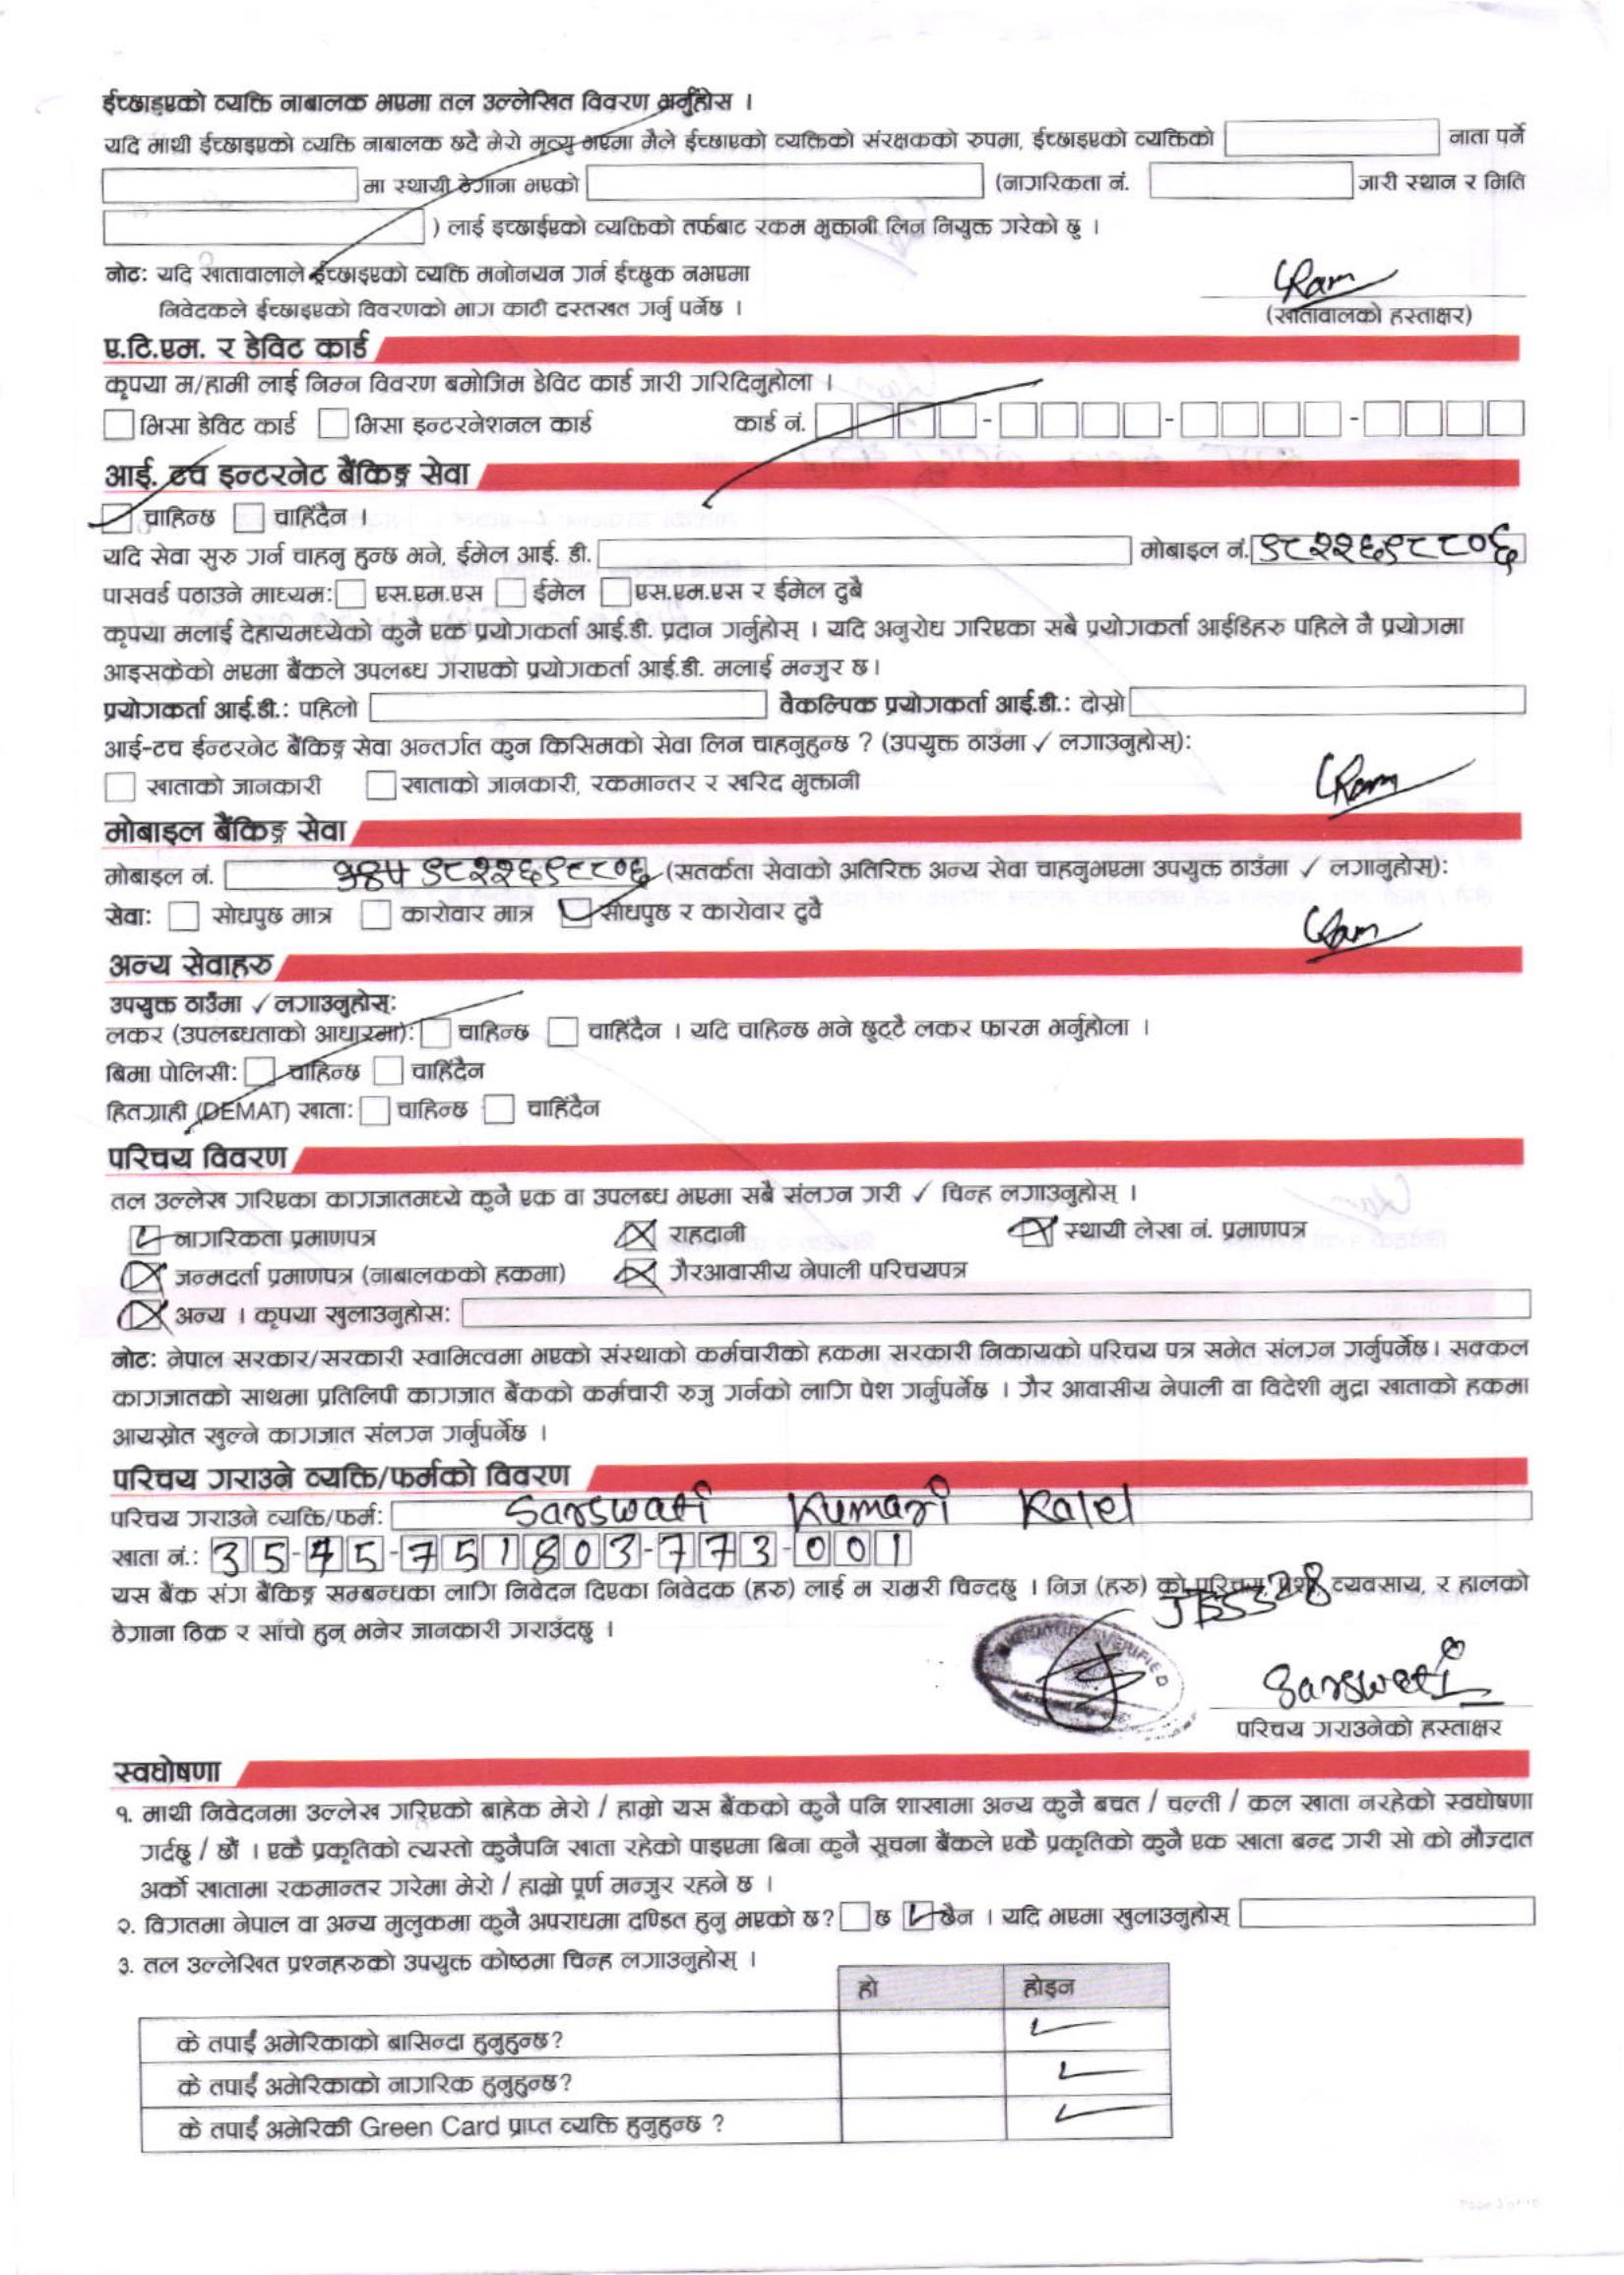 ईच्छाइएको व्यक्ति नाबालक भएमा तल उल्लेखित विवरण भर्नुहोस ।
यदि माथी ईच्छाइएको व्यक्ति नाबालक छदै मेरो मृत्यु भएमा मैले ईच्छाएको व्यक्तिको संरक्षकको रुपमा, ईच्छाइएको व्यक्तिको नाता पर्ने
मा स्थायी ठेगाना भएको (नागरिकता नं. जारी स्थान र मिति
) लाई इच्छाईएको व्यक्तिको तर्फबाट रकम भुक्तानी लिन नियुक्त गरेको छु ।
नोट: यदि खातावालाले ईच्छाइएको व्यक्ति मनोनयन गर्न ईच्छुक नभएमा
निवेदकले ईच्छाइएको विवरणको भाग काटी दस्तखत गर्नु पर्नेछ ।
Ram
(खातावालको हस्ताक्षर)
ए.टि.एम. र डेविट कार्ड
कृपया म/हामी लाई निम्न विवरण बमोजिम डेविट कार्ड जारी गरिदिनुहोला ।
भिसा डेविट कार्ड भिसा इन्टरनेशनल कार्ड कार्ड नं. - - -
आई. टच इन्टरनेट बैंकिङ्ग सेवा
चाहिन्छ चाहिंदैन ।
यदि सेवा सुरु गर्न चाहनु हुन्छ भने, ईमेल आई. डी. मोबाइल नं. ९८२२६९८८०६
पासवर्ड पठाउने माध्यम: एस.एम.एस ईमेल एस.एम.एस र ईमेल दुबै
कृपया मलाई देहायमध्येको कुनै एक प्रयोगकर्ता आई.डी. प्रदान गर्नुहोस् । यदि अनुरोध गरिएका सबै प्रयोगकर्ता आईडिहरु पहिले नै प्रयोगमा
आइसकेको भएमा बैंकले उपलब्ध गराएको प्रयोगकर्ता आई.डी. मलाई मन्जुर छ।
प्रयोगकर्ता आई.डी.: पहिलो वैकल्पिक प्रयोगकर्ता आई.डी.: दोस्रो
आई-टच ईन्टरनेट बैंकिङ्ग सेवा अन्तर्गत कुन किसिमको सेवा लिन चाहनुहुन्छ ? (उपयुक्त ठाउँमा ✓ लगाउनुहोस्):
खाताको जानकारी खाताको जानकारी, रकमान्तर र खरिद भुक्तानी
Ram
मोबाइल बैंकिङ्ग सेवा
मोबाइल नं. ९८२२६९८८०६ (सतर्कता सेवाको अतिरिक्त अन्य सेवा चाहनुभएमा उपयुक्त ठाउँमा ✓ लगानुहोस्):
सेवा: सोधपुछ मात्र कारोवार मात्र सोधपुछ र कारोवार दुवै
Ram
अन्य सेवाहरु
उपयुक्त ठाउँमा ✓ लगाउनुहोस्:
लकर (उपलब्धताको आधारमा): चाहिन्छ चाहिंदैन । यदि चाहिन्छ भने छुट्टै लकर फारम भर्नुहोला ।
बिमा पोलिसी: चाहिन्छ चाहिंदैन
हितग्राही (DEMAT) खाता: चाहिन्छ चाहिंदैन
परिचय विवरण
तल उल्लेख गरिएका कागजातमध्ये कुनै एक वा उपलब्ध भएमा सबै संलग्न गरी ✓ चिन्ह लगाउनुहोस् ।
नागरिकता प्रमाणपत्र राहदानी स्थायी लेखा नं. प्रमाणपत्र
जन्मदर्ता प्रमाणपत्र (नाबालकको हकमा) गैरआवासीय नेपाली परिचयपत्र
अन्य । कृपया खुलाउनुहोस:
नोट: नेपाल सरकार/सरकारी स्वामित्वमा भएको संस्थाको कर्मचारीको हकमा सरकारी निकायको परिचय पत्र समेत संलग्न गर्नुपर्नेछ। सक्कल
कागजातको साथमा प्रतिलिपी कागजात बैंकको कर्मचारी रुजु गर्नको लागि पेश गर्नुपर्नेछ । गैर आवासीय नेपाली वा विदेशी मुद्रा खाताको हकमा
आयस्रोत खुल्ने कागजात संलग्न गर्नुपर्नेछ ।
परिचय गराउने व्यक्ति/फर्मको विवरण
परिचय गराउने व्यक्ति/फर्म: Sarswati Kumari Kalel
खाता नं.: 35-45-751803-773-001
यस बैंक संग बैंकिङ्ग सम्बन्धका लागि निवेदन दिएका निवेदक (हरु) लाई म राम्ररी चिन्दछु । निज (हरु) को परिचय, पेशा, व्यवसाय, र हालको
ठेगाना ठिक र साँचो हुन् भनेर जानकारी गराउँदछु ।
VERIFIED
Sarswati
परिचय गराउनेको हस्ताक्षर
स्वघोषणा
१. माथी निवेदनमा उल्लेख गरिएको बाहेक मेरो / हाम्रो यस बैंकको कुनै पनि शाखामा अन्य कुनै बचत / चल्ती / कल खाता नरहेको स्वघोषणा
गर्दछु / छौं । एकै प्रकृतिको त्यस्तो कुनैपनि खाता रहेको पाइएमा बिना कुनै सूचना बैंकले एकै प्रकृतिको कुनै एक खाता बन्द गरी सो को मौज्दात
अर्को खातामा रकमान्तर गरेमा मेरो / हाम्रो पूर्ण मन्जुर रहने छ ।
२. विगतमा नेपाल वा अन्य मुलुकमा कुनै अपराधमा दण्डित हुनु भएको छ? छ छैन । यदि भएमा खुलाउनुहोस्
३. तल उल्लेखित प्रश्नहरुको उपयुक्त कोष्ठमा चिन्ह लगाउनुहोस् ।
हो होइन
के तपाईं अमेरिकाको बासिन्दा हुनुहुन्छ?
के तपाईं अमेरिकाको नागरिक हुनुहुन्छ?
के तपाईं अमेरिकी Green Card प्राप्त व्यक्ति हुनुहुन्छ ?